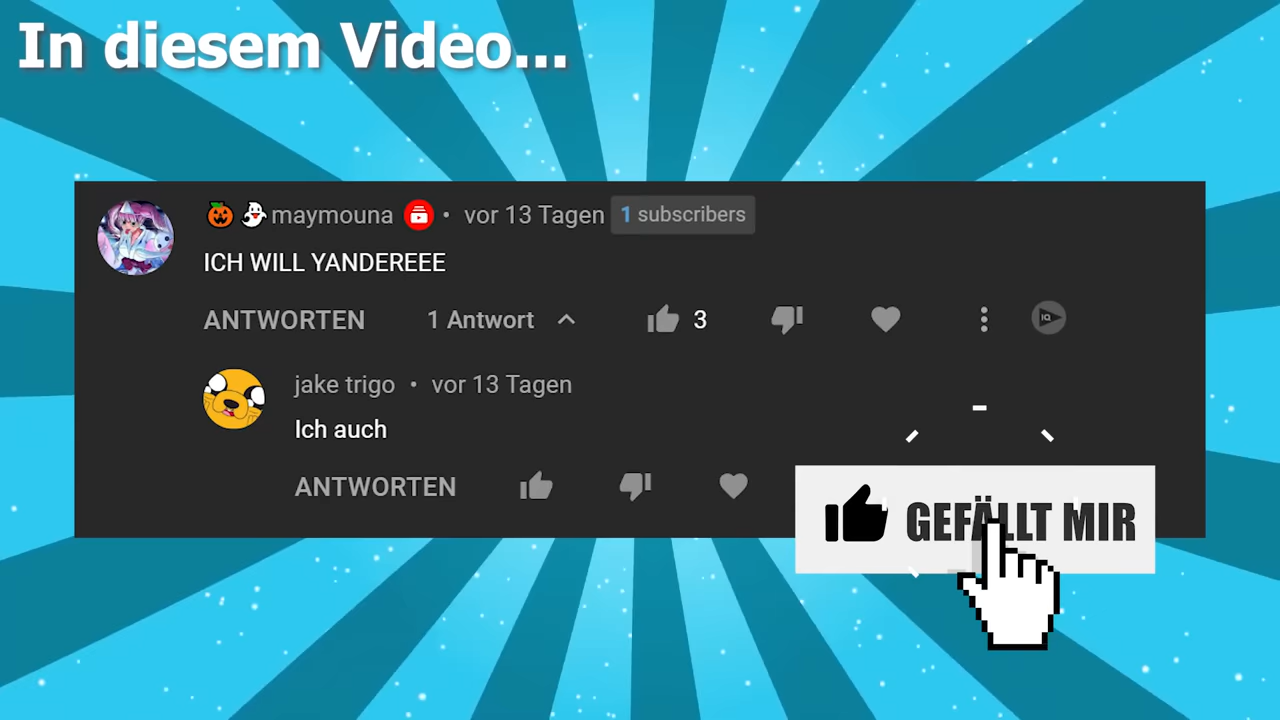 In diesem Video...
🎃👻maymouna • vor 13 Tagen 1 subscribers
ICH WILL YANDEREEE
ANTWORTEN 1 Antwort 3
IQ
jake trigo • vor 13 Tagen
Ich auch
ANTWORTEN
GEFÄLLT MIR